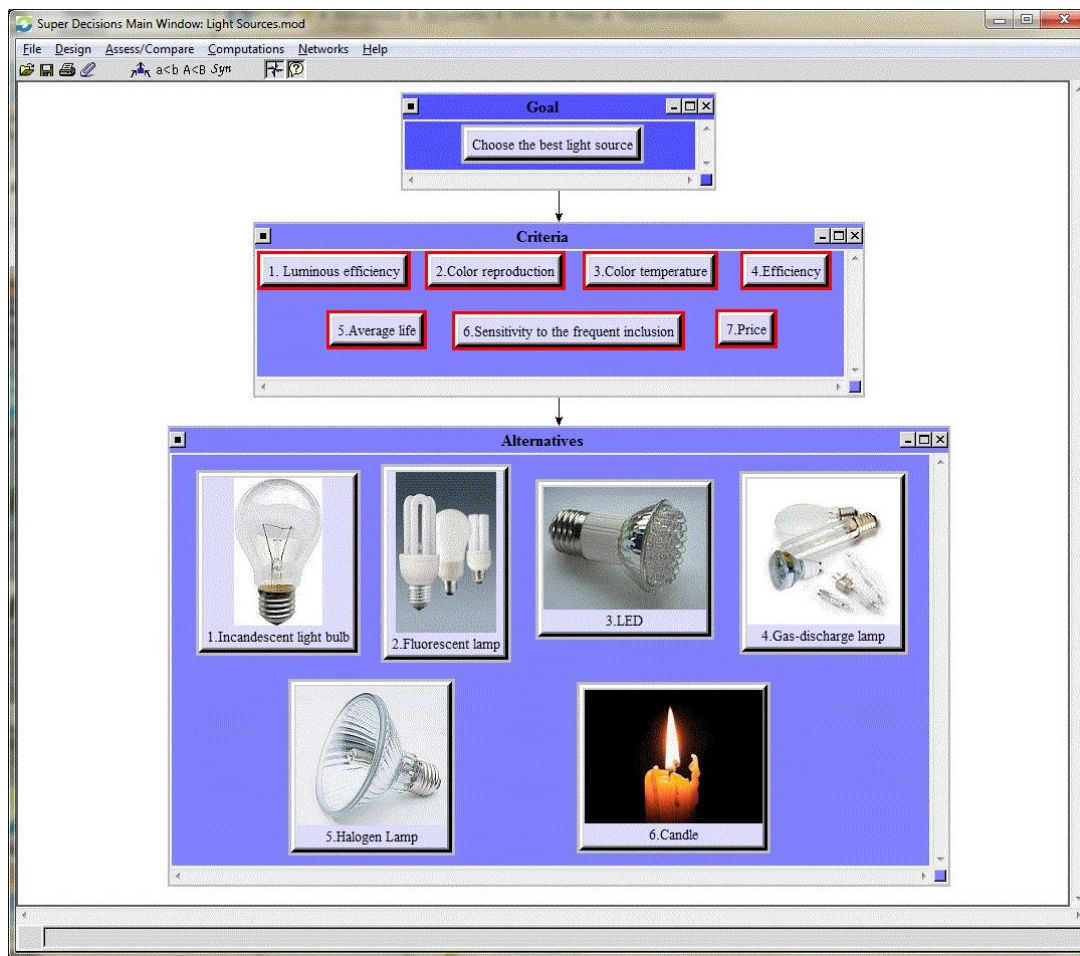 Super Decisions Main Window: Light Sources.mod
File Design Assess/Compare Computations Networks Help
a<b A<B Syn
Goal
Choose the best light source
Criteria
1. Luminous efficiency 2.Color reproduction 3.Color temperature 4.Efficiency
5.Average life 6.Sensitivity to the frequent inclusion 7.Price
Alternatives
1.Incandescent light bulb 2.Fluorescent lamp 3.LED 4.Gas-discharge lamp
5.Halogen Lamp 6.Candle